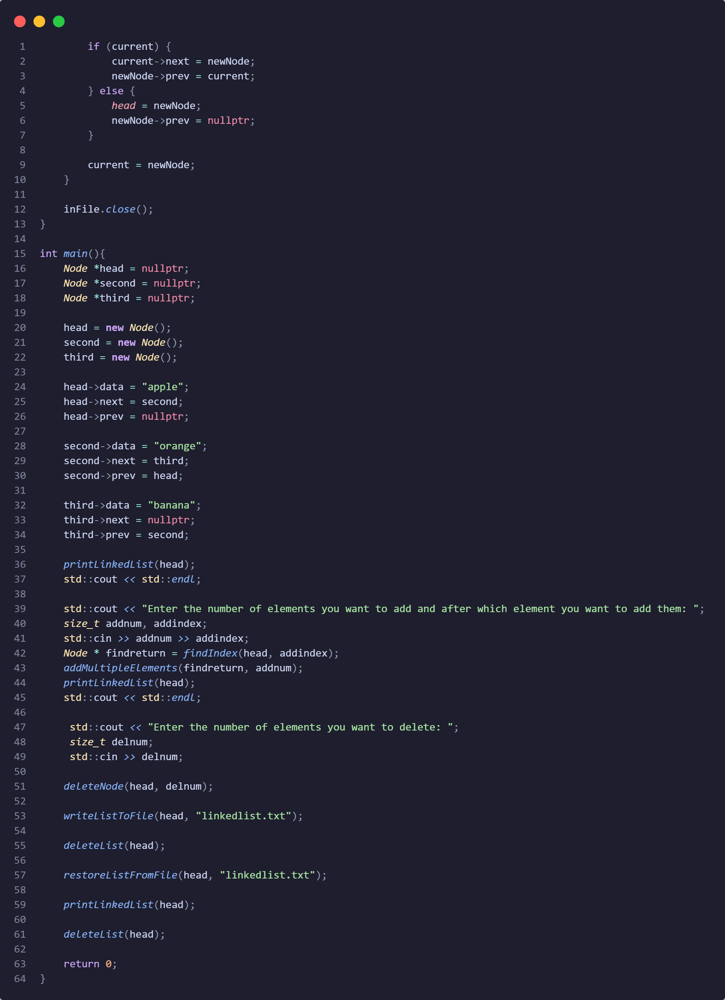 1         if (current) {
2             current->next = newNode;
3             newNode->prev = current;
4         } else {
5             head = newNode;
6             newNode->prev = nullptr;
7         }
8
9         current = newNode;
10     }
11
12     inFile.close();
13 }
14
15 int main(){
16     Node *head = nullptr;
17     Node *second = nullptr;
18     Node *third = nullptr;
19
20     head = new Node();
21     second = new Node();
22     third = new Node();
23
24     head->data = "apple";
25     head->next = second;
26     head->prev = nullptr;
27
28     second->data = "orange";
29     second->next = third;
30     second->prev = head;
31
32     third->data = "banana";
33     third->next = nullptr;
34     third->prev = second;
35
36     printLinkedList(head);
37     std::cout << std::endl;
38
39     std::cout << "Enter the number of elements you want to add and after which element you want to add them: ";
40     size_t addnum, addindex;
41     std::cin >> addnum >> addindex;
42     Node * findreturn = findIndex(head, addindex);
43     addMultipleElements(findreturn, addnum);
44     printLinkedList(head);
45     std::cout << std::endl;
46
47      std::cout << "Enter the number of elements you want to delete: ";
48      size_t delnum;
49      std::cin >> delnum;
50
51     deleteNode(head, delnum);
52
53     writeListToFile(head, "linkedlist.txt");
54
55     deleteList(head);
56
57     restoreListFromFile(head, "linkedlist.txt");
58
59     printLinkedList(head);
60
61     deleteList(head);
62
63     return 0;
64 }